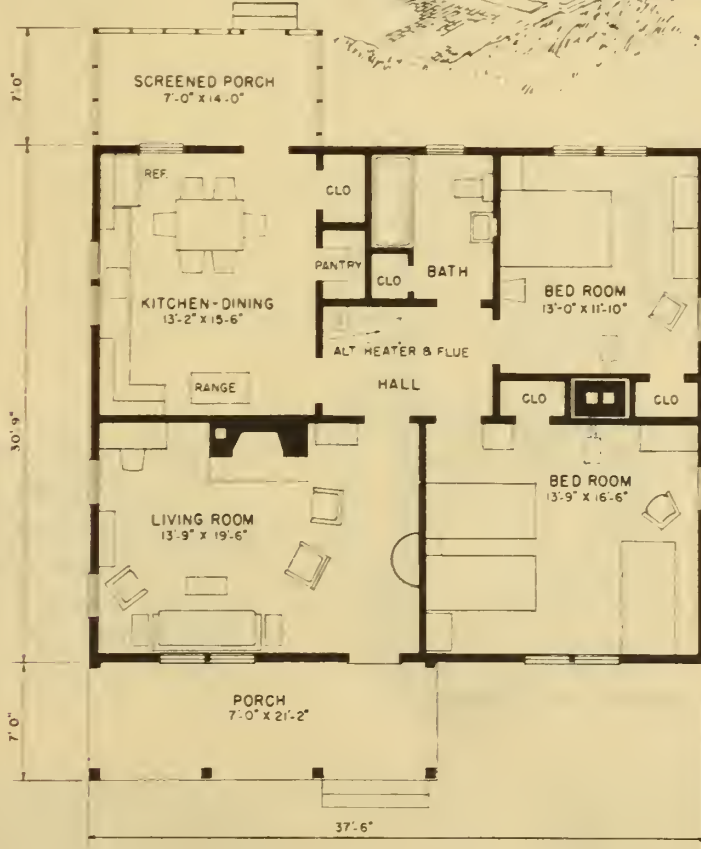 7'-0"
SCREENED PORCH
7'-0" X 14'-0"
REF.
CLO
PANTRY
CLO
BATH
KITCHEN-DINING
13'-2" X 15'-6"
BED ROOM
13'-0" X 11'-10"
ALT HEATER & FLUE
HALL
RANGE
CLO
CLO
30'-9"
LIVING ROOM
13'-9" X 19'-6"
BED ROOM
13'-9" X 16'-6"
PORCH
7'-0" X 21'-2"
7'-0"
37'-6"